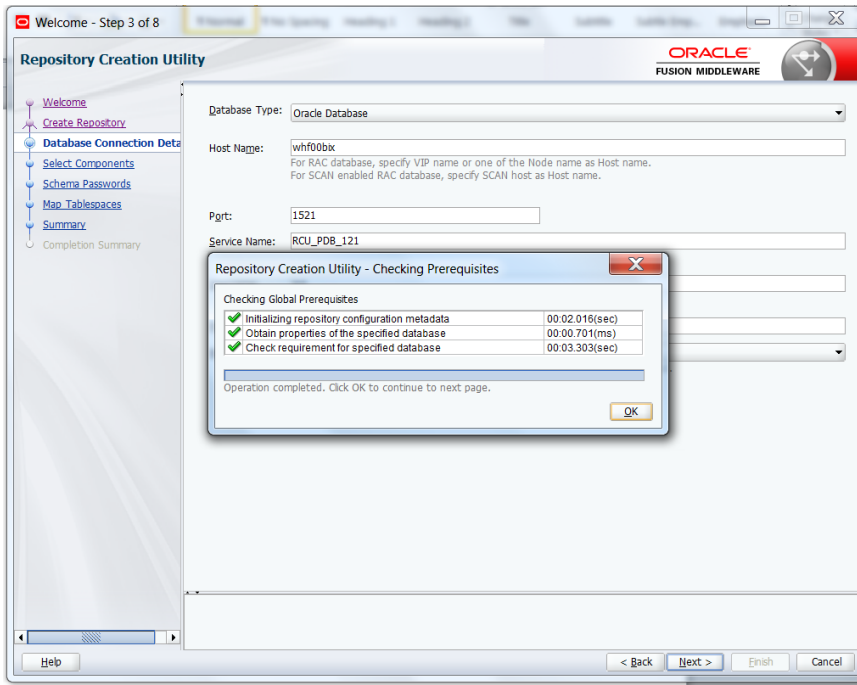 Welcome - Step 3 of 8
Repository Creation Utility
ORACLE
FUSION MIDDLEWARE
Welcome
Create Repository
Database Connection Deta
Select Components
Schema Passwords
Map Tablespaces
Summary
Completion Summary
Database Type: Oracle Database
Host Name: whf00bix
For RAC database, specify VIP name or one of the Node name as Host name.
For SCAN enabled RAC database, specify SCAN host as Host name.
Port: 1521
Service Name: RCU_PDB_121
Repository Creation Utility - Checking Prerequisites
Checking Global Prerequisites
Initializing repository configuration metadata 00:02.016(sec)
Obtain properties of the specified database 00:00.701(ms)
Check requirement for specified database 00:03.303(sec)
Operation completed. Click OK to continue to next page.
OK
Help
< Back
Next >
Finish
Cancel